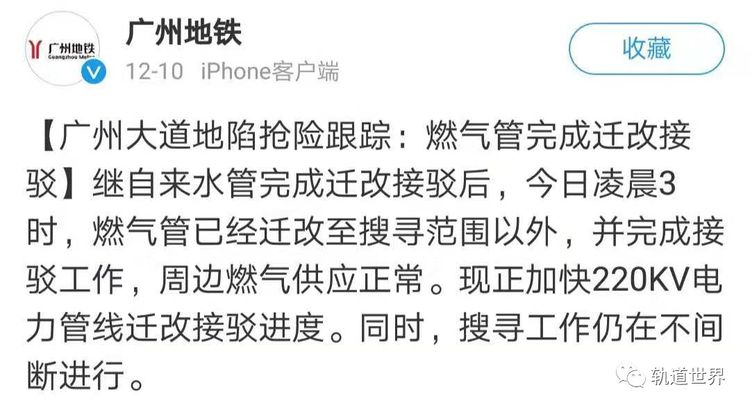 广州地铁
广州地铁
Guangzhou Metro
12-10 iPhone客户端
收藏
【广州大道地陷抢险跟踪：燃气管完成迁改接
驳】继自来水管完成迁改接驳后，今日凌晨3
时，燃气管已经迁改至搜寻范围以外，并完成接
驳工作，周边燃气供应正常。现正加快220KV电
力管线迁改接驳进度。同时，搜寻工作仍在不间
断进行。
轨道世界